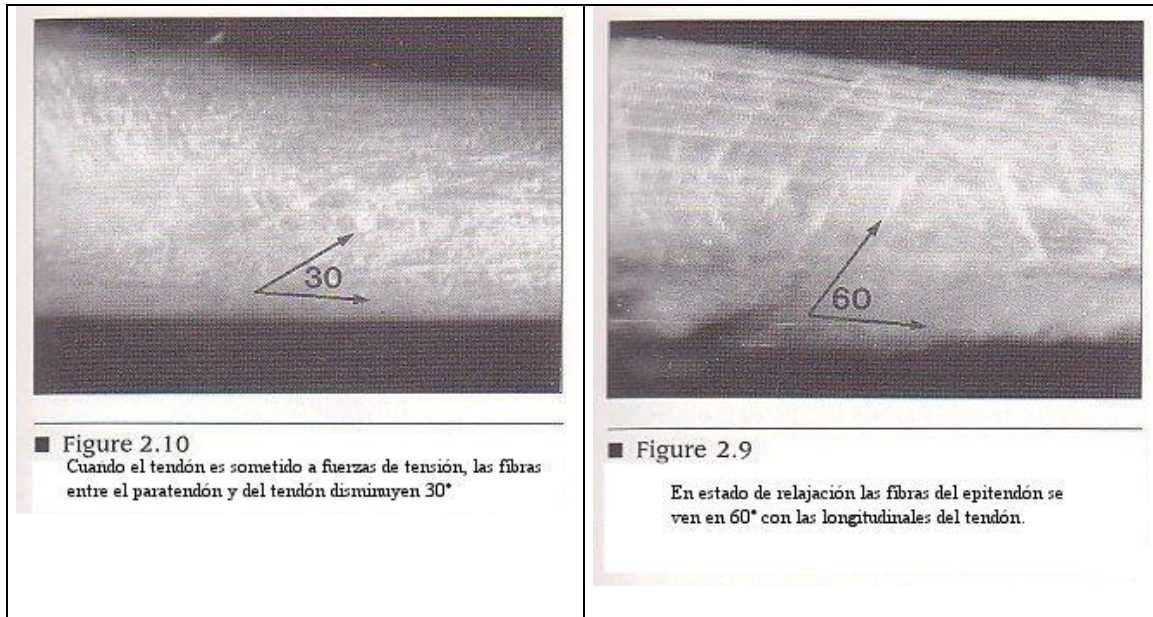 30
■ Figure 2.10
Cuando el tendón es sometido a fuerzas de tensión, las fibras
entre el paratendón y del tendón disminuyen 30°
60
■ Figure 2.9
En estado de relajación las fibras del epitendón se
ven en 60° con las longitudinales del tendón.